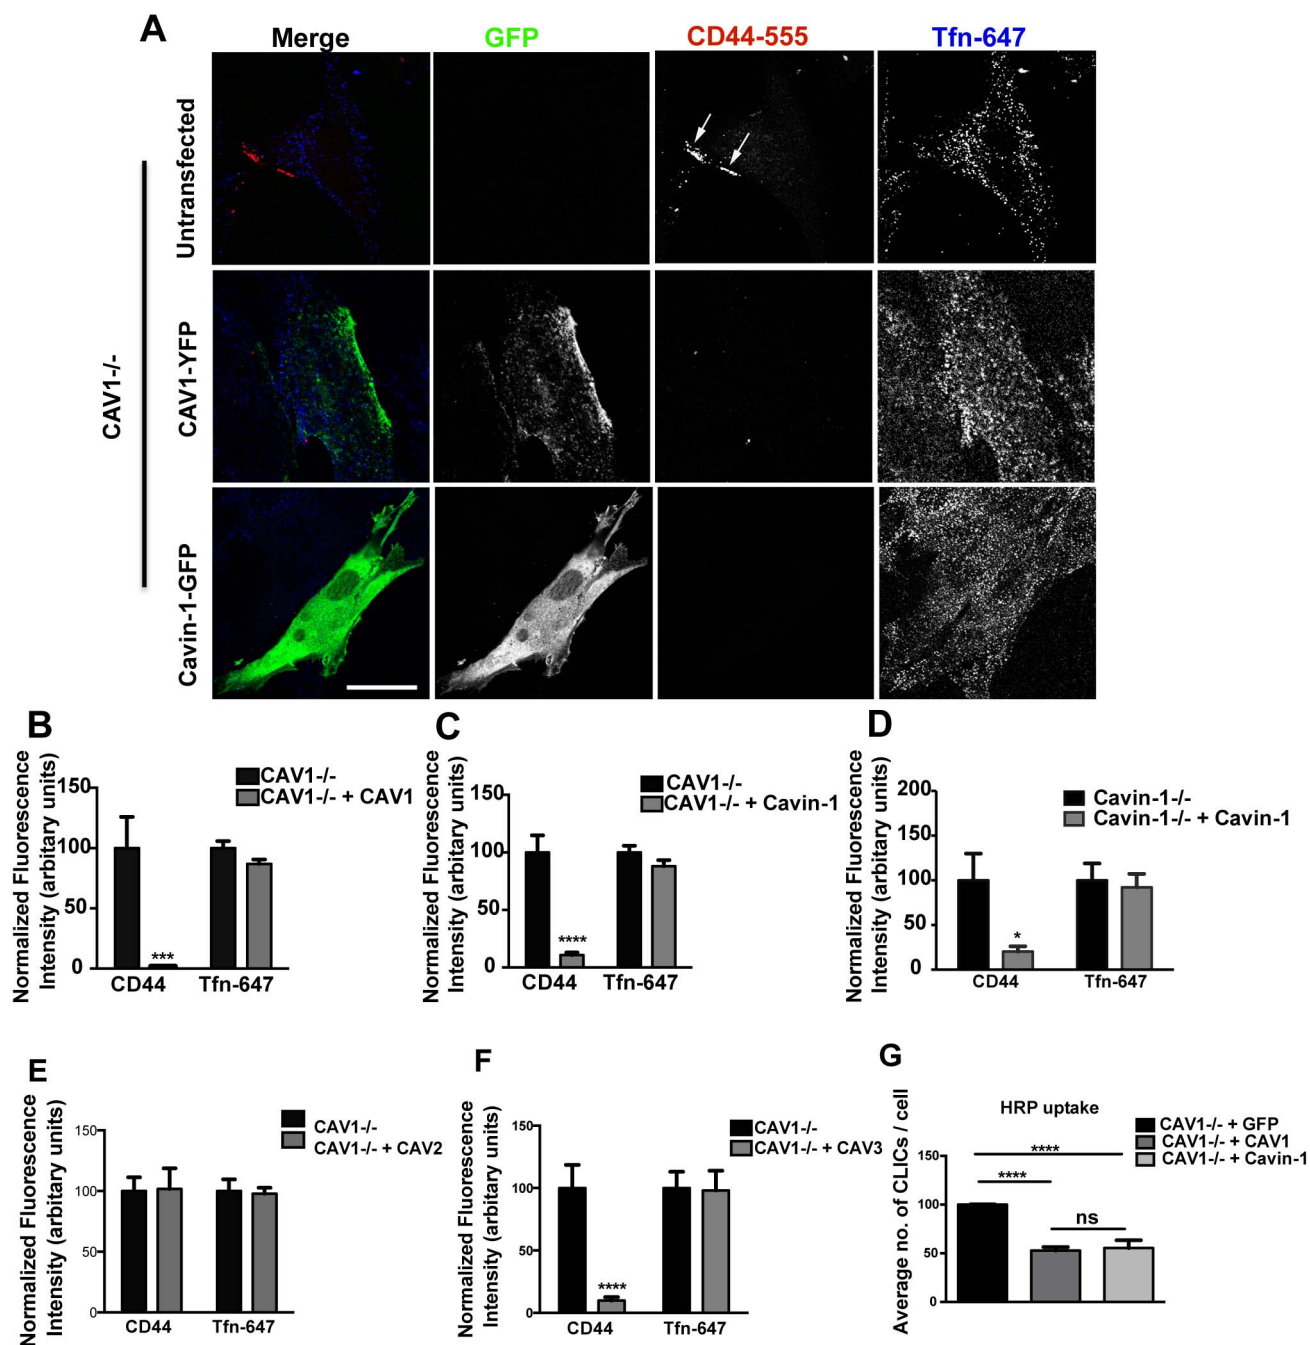 A
Merge GFP CD44-555 Tfn-647
CAV1-/-
Untransfected
CAV1-YFP
Cavin-1-GFP
B
Normalized Fluorescence
Intensity (arbitary units)
150
100
50
0
CAV1-/-
CAV1-/- + CAV1
***
CD44 Tfn-647
C
Normalized Fluorescence
Intensity (arbitary units)
150
100
50
0
CAV1-/-
CAV1-/- + Cavin-1
****
CD44 Tfn-647
D
Normalized Fluorescence
Intensity (arbitary units)
200
150
100
50
0
Cavin-1-/-
Cavin-1-/- + Cavin-1
*
CD44 Tfn-647
E
Normalized Fluorescence
Intensity (arbitary units)
150
100
50
0
CAV1-/-
CAV1-/- + CAV2
CD44 Tfn-647
F
Normalized Fluorescence
Intensity (arbitary units)
150
100
50
0
CAV1-/-
CAV1-/- + CAV3
****
CD44 Tfn-647
G
HRP uptake
Average no. of CLICs / cell
150
100
50
0
CAV1-/- + GFP
CAV1-/- + CAV1
CAV1-/- + Cavin-1
****
****
ns